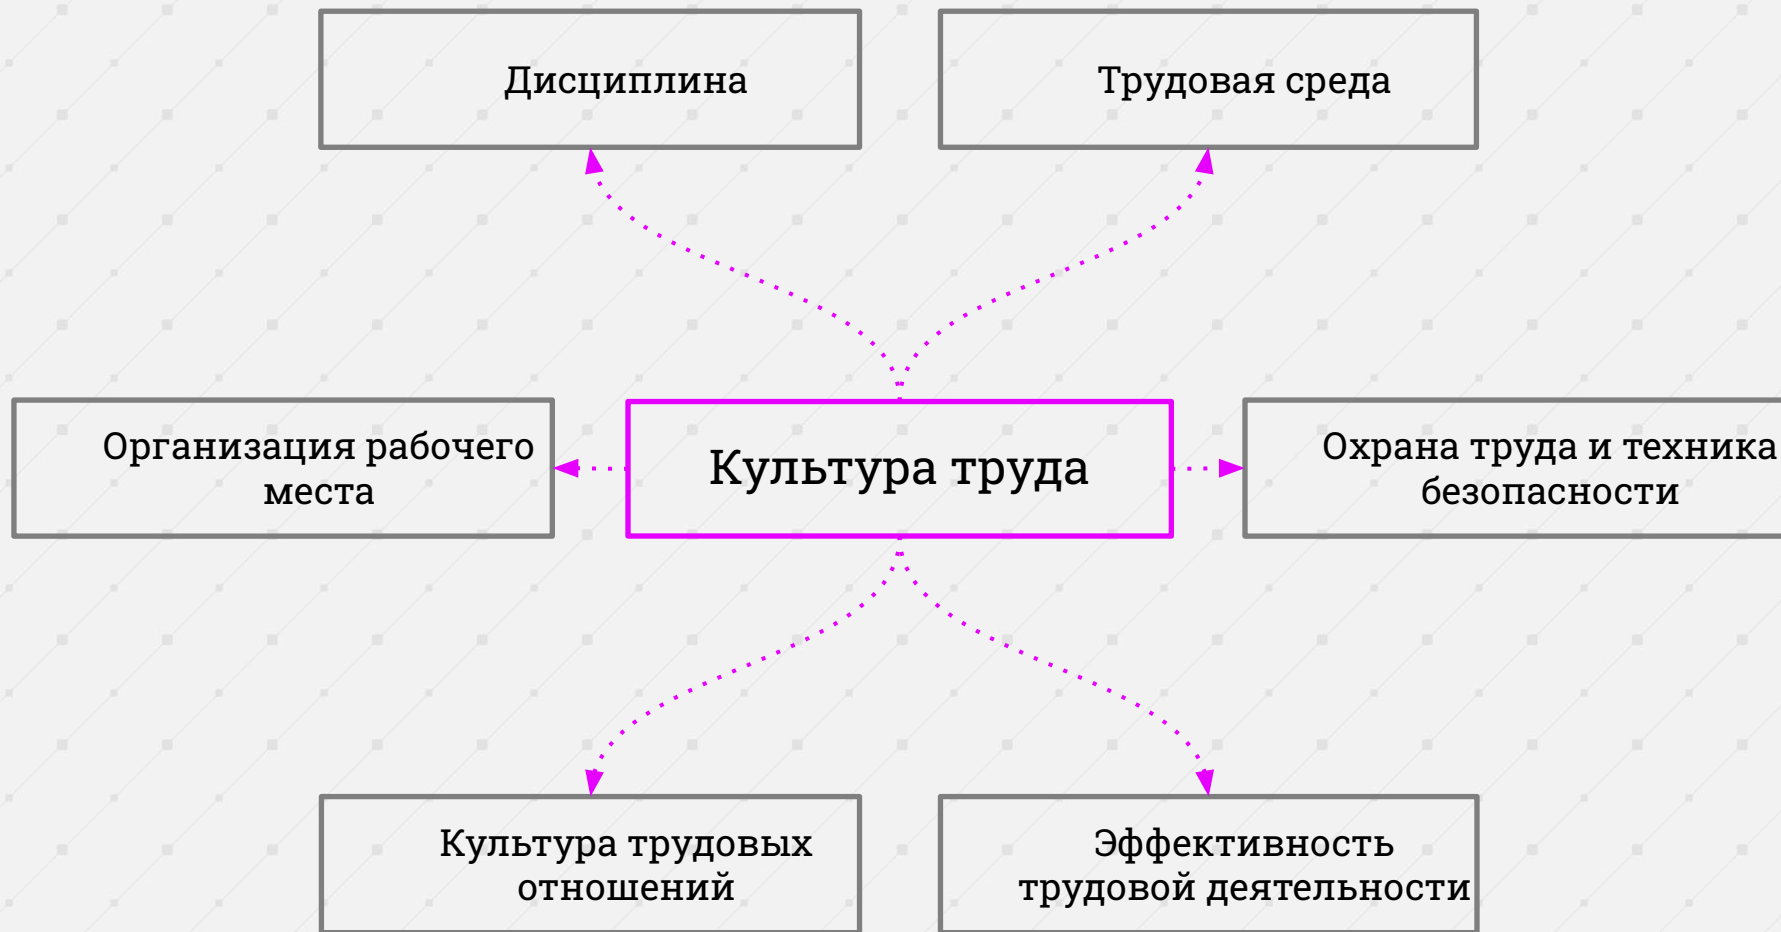 Дисциплина
Трудовая среда
Организация рабочего
места
Культура труда
Охрана труда и техника
безопасности
Культура трудовых
отношений
Эффективность
трудовой деятельности